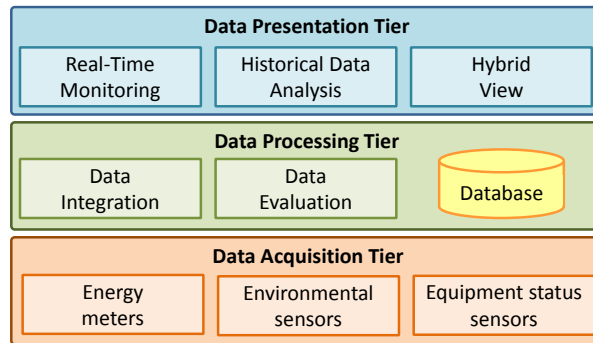 Data Presentation Tier
Real-Time
Monitoring
Historical Data
Analysis
Hybrid
View
Data Processing Tier
Data
Integration
Data
Evaluation
Database
Data Acquisition Tier
Energy
meters
Environmental
sensors
Equipment status
sensors